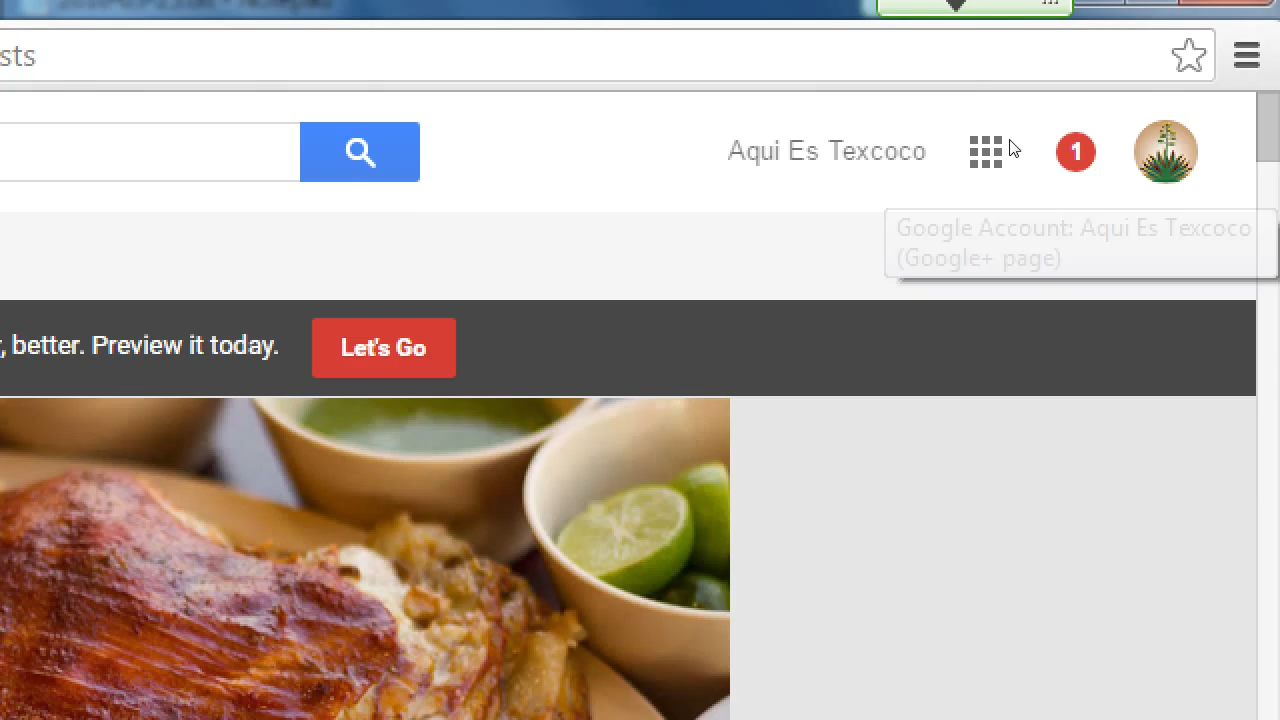 sts
Aqui Es Texcoco
1
Google Account: Aqui Es Texcoco
(Google+ page)
, better. Preview it today.
Let's Go